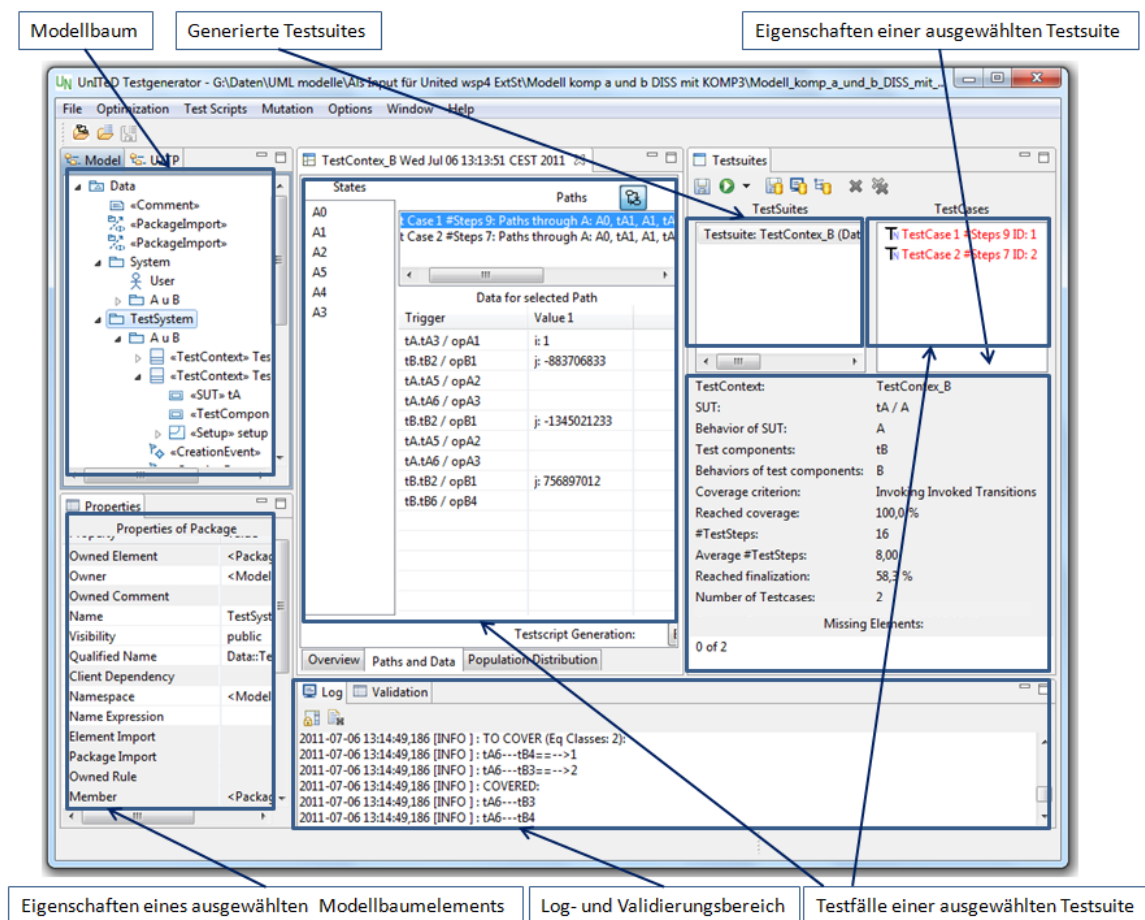 Modellbaum
Generierte Testsuites
Eigenschaften einer ausgewählten Testsuite
UnITeD Testgenerator - G:\Daten\UML modelle\Als Input für United wsp4 ExtSt\Modell komp a und b DISS mit KOMP3\Modell_komp_a_und_b_DISS_mit_...
File Optimization Test Scripts Mutation Options Window Help
Model
TestContex_B Wed Jul 06 13:13:51 CEST 2011
Testsuites
Data
«Comment»
«PackageImport»
«PackageImport»
System
User
A u B
TestSystem
A u B
«TestContext» Tes
«TestContext» Tes
«SUT» tA
«TestCompon
«Setup» setup
«CreationEvent»
States
A0
A1
A2
A5
A4
A3
Paths
t Case 1 #Steps 9: Paths through A: A0, tA1, A1, tA
t Case 2 #Steps 7: Paths through A: A0, tA1, A1, tA
Data for selected Path
Trigger Value 1
tA.tA3 / opA1 i: 1
tB.tB2 / opB1 j: -883706833
tA.tA5 / opA2
tA.tA6 / opA3
tB.tB2 / opB1 j: -1345021233
tA.tA5 / opA2
tA.tA6 / opA3
tB.tB2 / opB1 j: 756897012
tB.tB6 / opB4
Testscript Generation:
Overview Paths and Data Population Distribution
TestSuites
Testsuite: TestContex_B (Dat
TestCases
TestCase 1 #Steps 9 ID: 1
TestCase 2 #Steps 7 ID: 2
TestContext: TestContex_B
SUT: tA / A
Behavior of SUT: A
Test components: tB
Behaviors of test components: B
Coverage criterion: Invoking Invoked Transitions
Reached coverage: 100,0 %
#TestSteps: 16
Average #TestSteps: 8,00
Reached finalization: 58,3 %
Number of Testcases: 2
Missing Elements:
0 of 2
Properties
Properties of Package
Owned Element <Packag
Owner <Model
Owned Comment
Name TestSyst
Visibility public
Qualified Name Data::Te
Client Dependency
Namespace <Model
Name Expression
Element Import
Package Import
Owned Rule
Member <Packag
Log Validation
2011-07-06 13:14:49,186 [INFO ] : TO COVER (Eq Classes: 2):
2011-07-06 13:14:49,186 [INFO ] : tA6---tB4==-->1
2011-07-06 13:14:49,186 [INFO ] : tA6---tB3==-->2
2011-07-06 13:14:49,186 [INFO ] : COVERED:
2011-07-06 13:14:49,186 [INFO ] : tA6---tB3
2011-07-06 13:14:49,186 [INFO ] : tA6---tB4
Eigenschaften eines ausgewählten Modellbaumelements
Log- und Validierungsbereich
Testfälle einer ausgewählten Testsuite